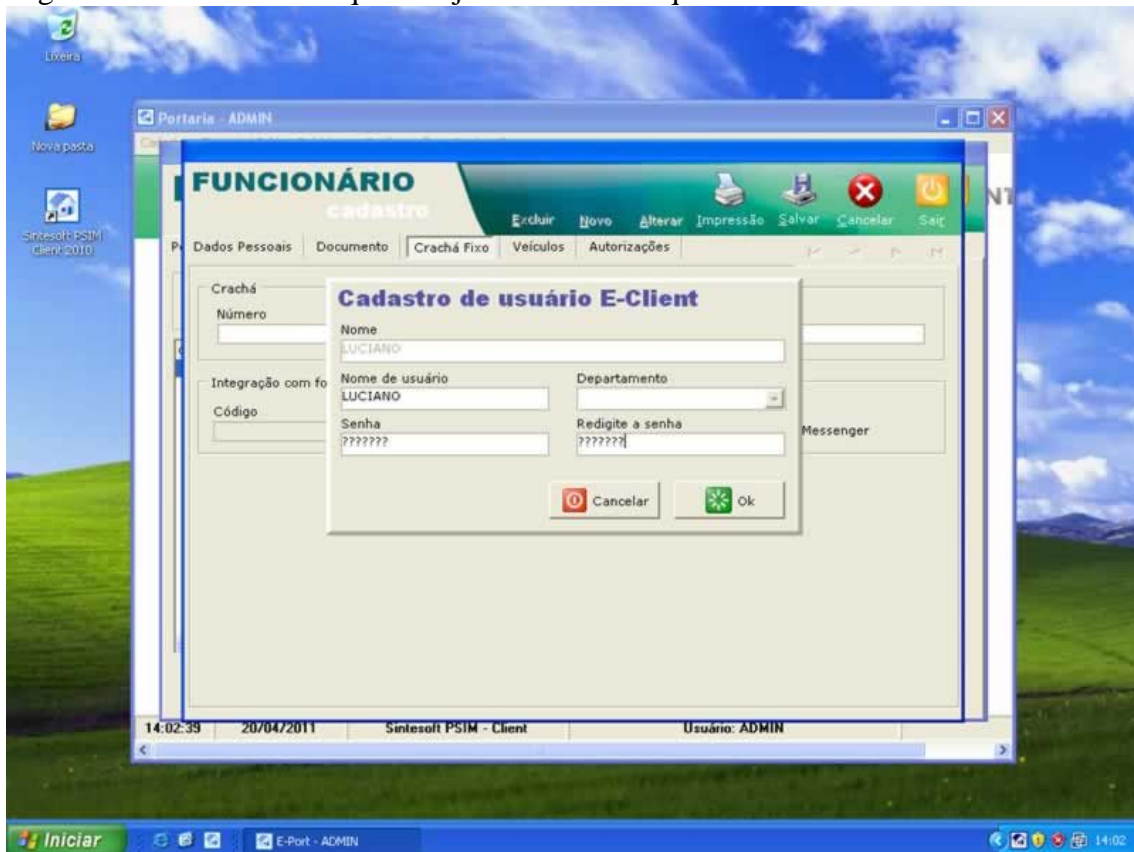 Lixeira
Nova pasta
Sintesoft PSIM
Client 2010
Portaria - ADMIN
FUNCIONÁRIO
cadastro
Excluir Novo Alterar Impressão Salvar Cancelar Sair
Dados Pessoais Documento Crachá Fixo Veículos Autorizações
Crachá
Número
Integração com fo
Código
Messenger
Cadastro de usuário E-Client
Nome
LUCIANO
Nome de usuário Departamento
LUCIANO
Senha Redigite a senha
??????? ???????
Cancelar Ok
14:02:39 20/04/2011 Sintesoft PSIM - Client Usuário: ADMIN
Iniciar E-Port - ADMIN 14:02